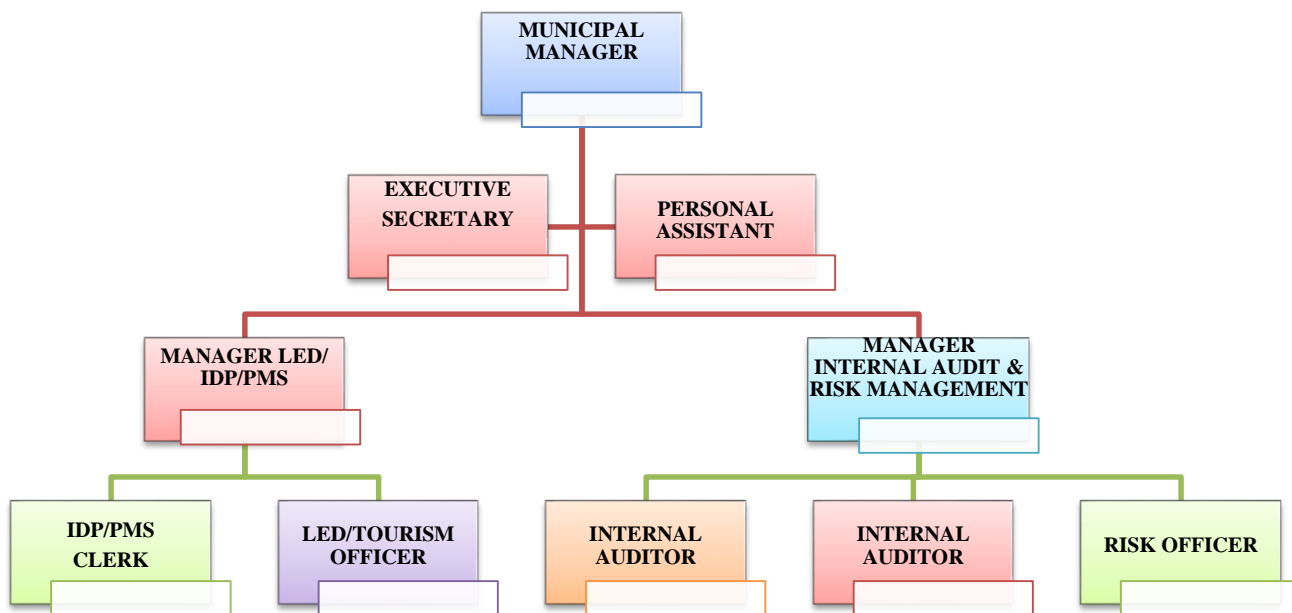 MUNICIPAL
MANAGER
EXECUTIVE
SECRETARY
PERSONAL
ASSISTANT
MANAGER LED/
IDP/PMS
MANAGER
INTERNAL AUDIT &
RISK MANAGEMENT
IDP/PMS
CLERK
LED/TOURISM
OFFICER
INTERNAL
AUDITOR
INTERNAL
AUDITOR
RISK OFFICER